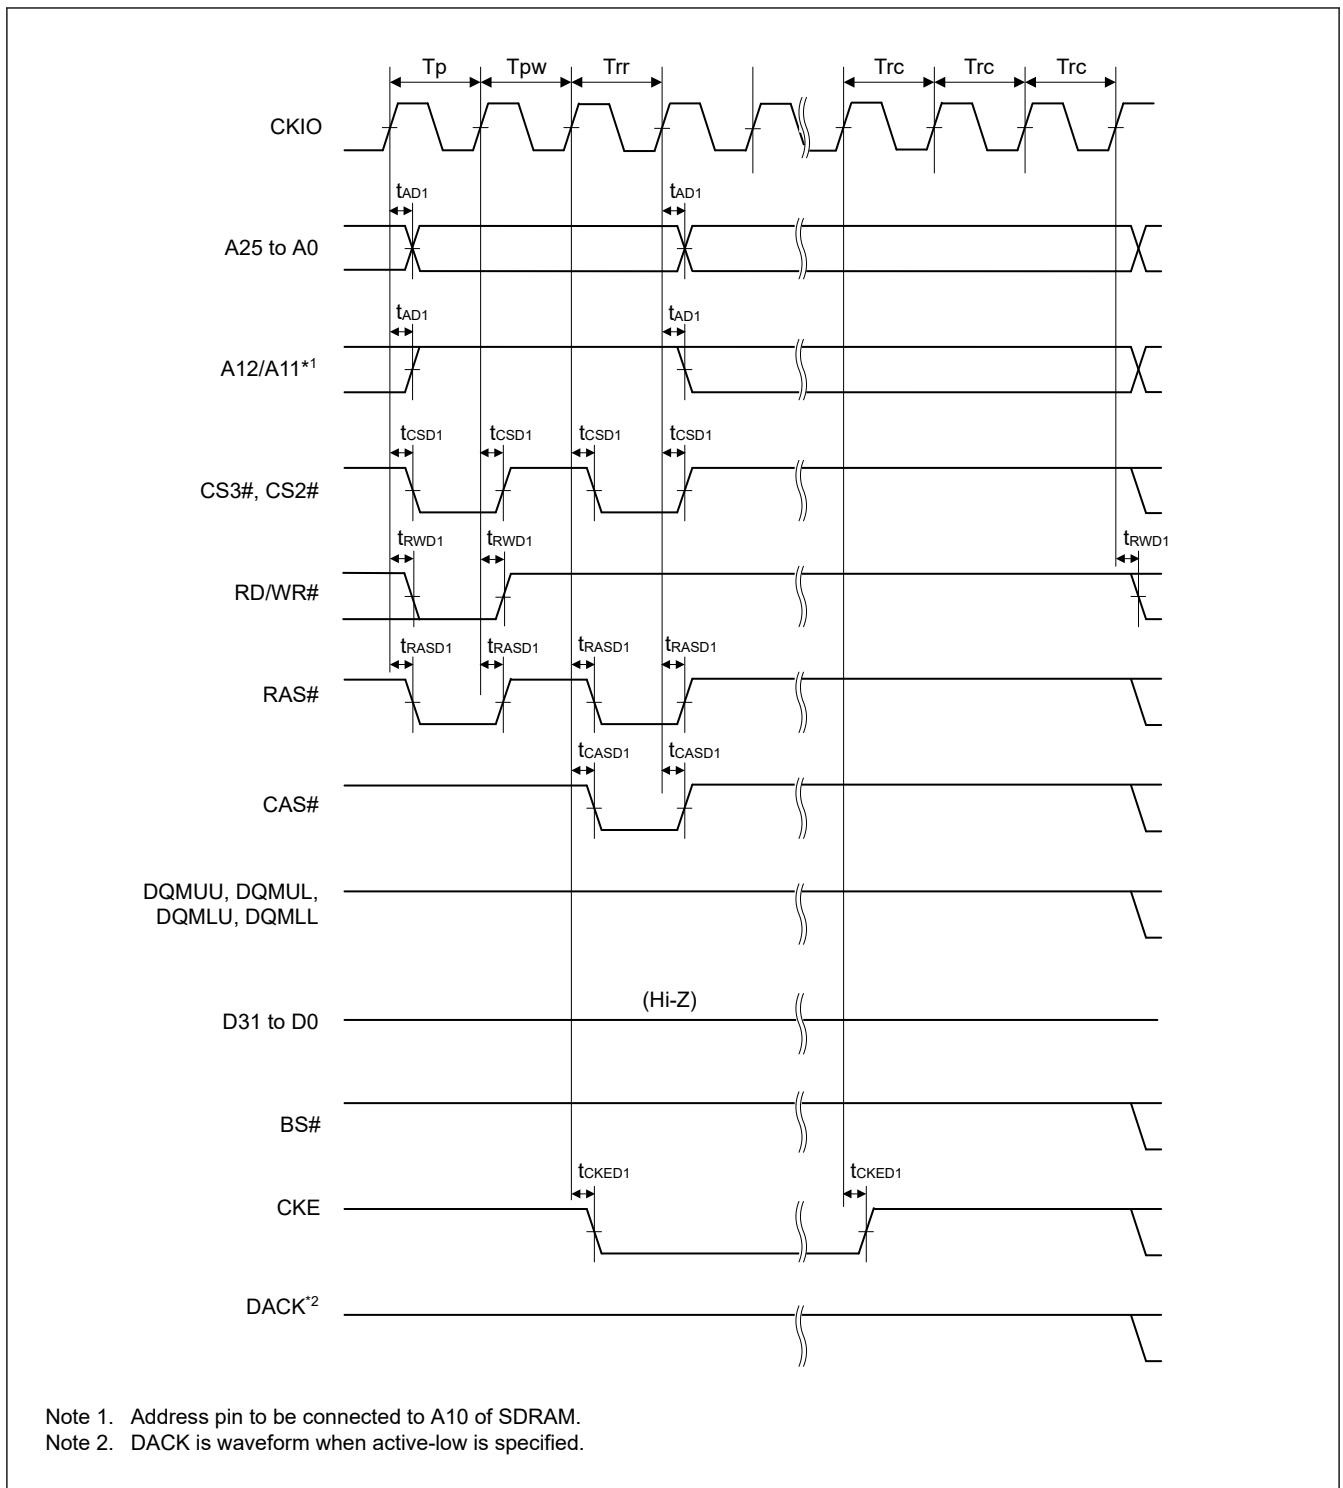 Tp Tpw Trr Trc Trc Trc
CKIO
tAD1 tAD1
A25 to A0
tAD1 tAD1
A12/A11*1
tCSD1 tCSD1 tCSD1 tCSD1
CS3#, CS2#
tRWD1 tRWD1 tRWD1
RD/WR#
tRASD1 tRASD1 tRASD1 tRASD1
RAS#
tCASD1 tCASD1
CAS#
DQMUU, DQMUL,
DQMLU, DQMLL
(Hi-Z)
D31 to D0
BS#
tCKED1 tCKED1
CKE
DACK*2
Note 1. Address pin to be connected to A10 of SDRAM.
Note 2. DACK is waveform when active-low is specified.